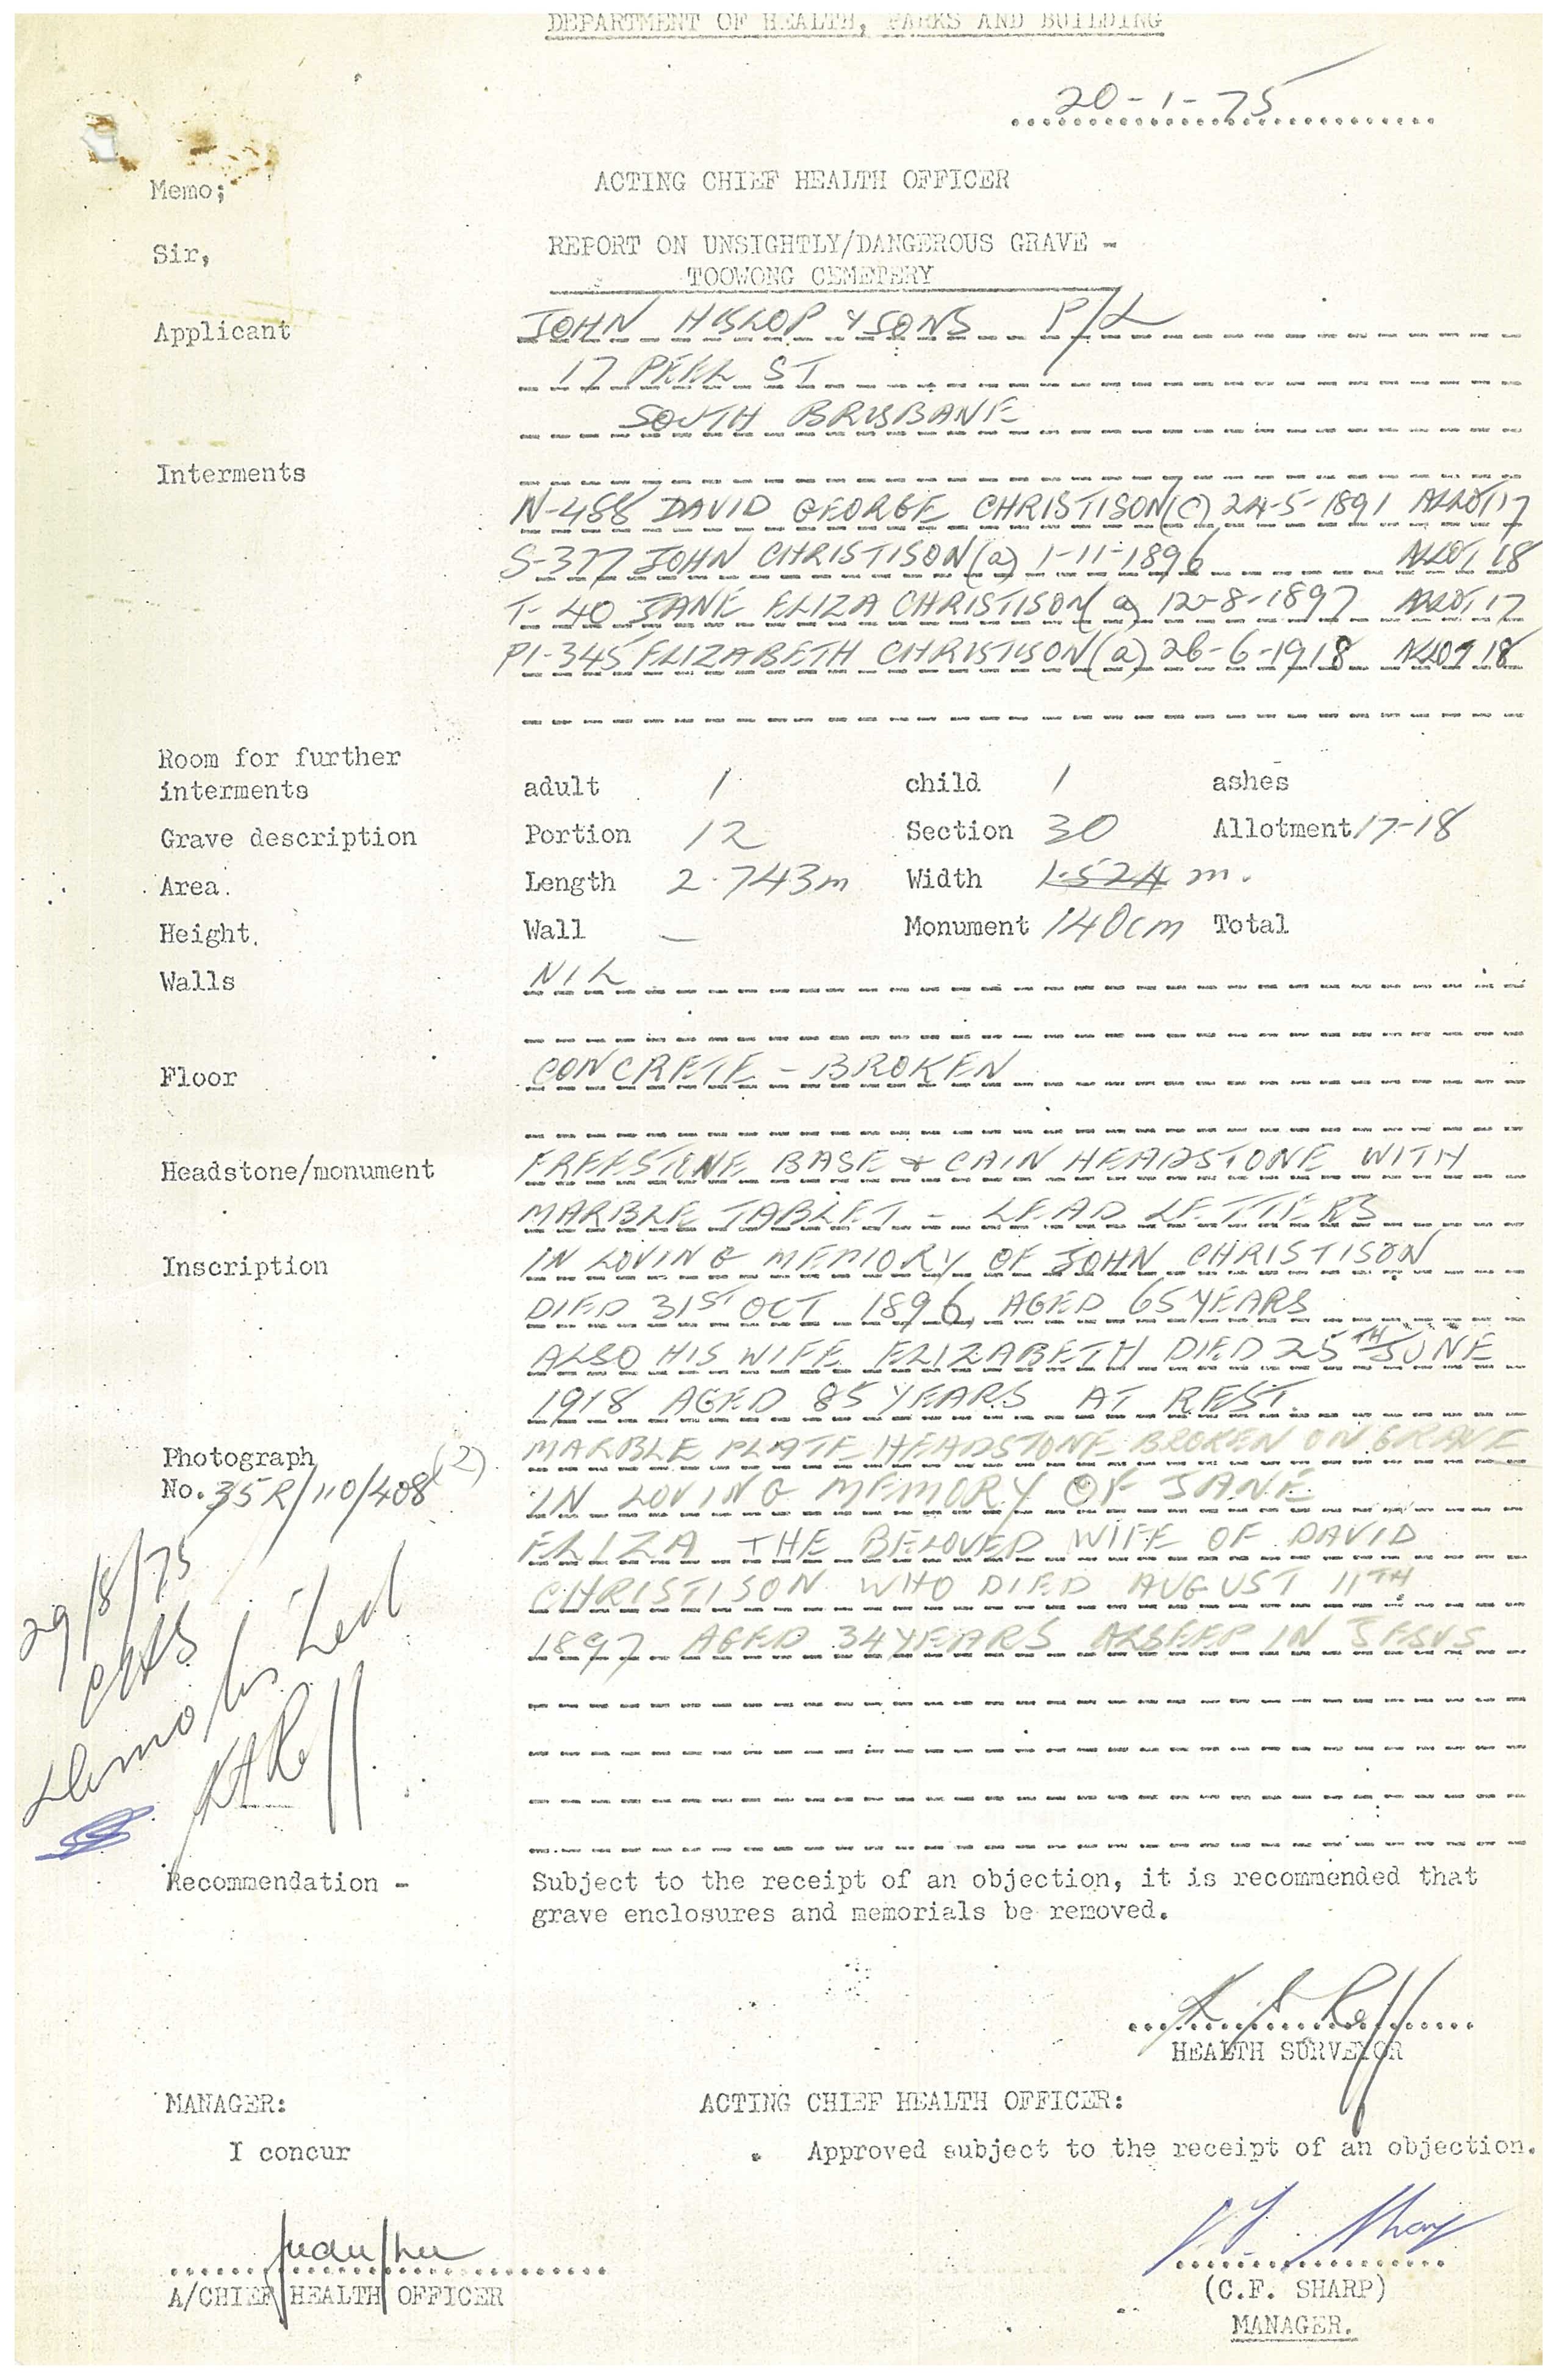 DEPARTMENT OF HEALTH, PARKS AND BUILDING
20-1-75
Memo; ACTING CHIEF HEALTH OFFICER
Sir, REPORT ON UNSIGHTLY/DANGEROUS GRAVE -
TOOWONG CEMETERY
Applicant JOHN HISLOP & SONS P/L
17 PEEL ST
SOUTH BRISBANE
Interments
N-488 DAVID GEORGE CHRISTISON (C) 24-5-1891 ALLOT 17
S-377 JOHN CHRISTISON (a) 1-11-1896 ALLOT 18
T-40 JANE ELIZA CHRISTISON (a) 12-8-1897 ALLOT 17
P1-345 ELIZABETH CHRISTISON (a) 26-6-1918 ALLOT 18
Room for further
interments adult 1 child 1 ashes
Grave description Portion 12 Section 30 Allotment 17-18
Area. Length 2.743m Width 1.524 m.
Height. Wall — Monument 140cm Total
Walls NIL
Floor CONCRETE - BROKEN
Headstone/monument FREESTONE BASE & CAIN HEADSTONE WITH
MARBLE TABLET - LEAD LETTERS
Inscription IN LOVING MEMORY OF JOHN CHRISTISON
DIED 31ST OCT 1896 AGED 65 YEARS
ALSO HIS WIFE ELIZABETH DIED 25TH JUNE
1918 AGED 85 YEARS AT REST.
Photograph MARBLE PLATE HEADSTONE BROKEN ON GRAVE
No. 35R/110/408 (2) IN LOVING MEMORY OF JANE
ELIZA THE BELOVED WIFE OF DAVID
CHRISTISON WHO DIED AUGUST 11TH
1897 AGED 34 YEARS ALSEEP IN JESUS
29/8/75
Recommendation - Subject to the receipt of an objection, it is recommended that
grave enclosures and memorials be removed.
HEALTH SURVEYOR
MANAGER: ACTING CHIEF HEALTH OFFICER:
I concur Approved subject to the receipt of an objection.
A/CHIEF HEALTH OFFICER (C.F. SHARP)
MANAGER.